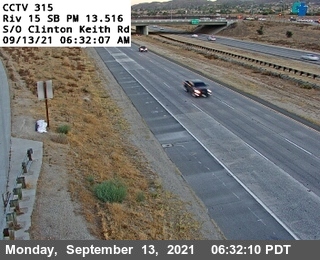 CCTV 315
Riv 15 SB PM 13.516
S/O Clinton Keith Rd
09/13/21 06:32:07 AM
Monday, September 13, 2021 06:32:10 PDT